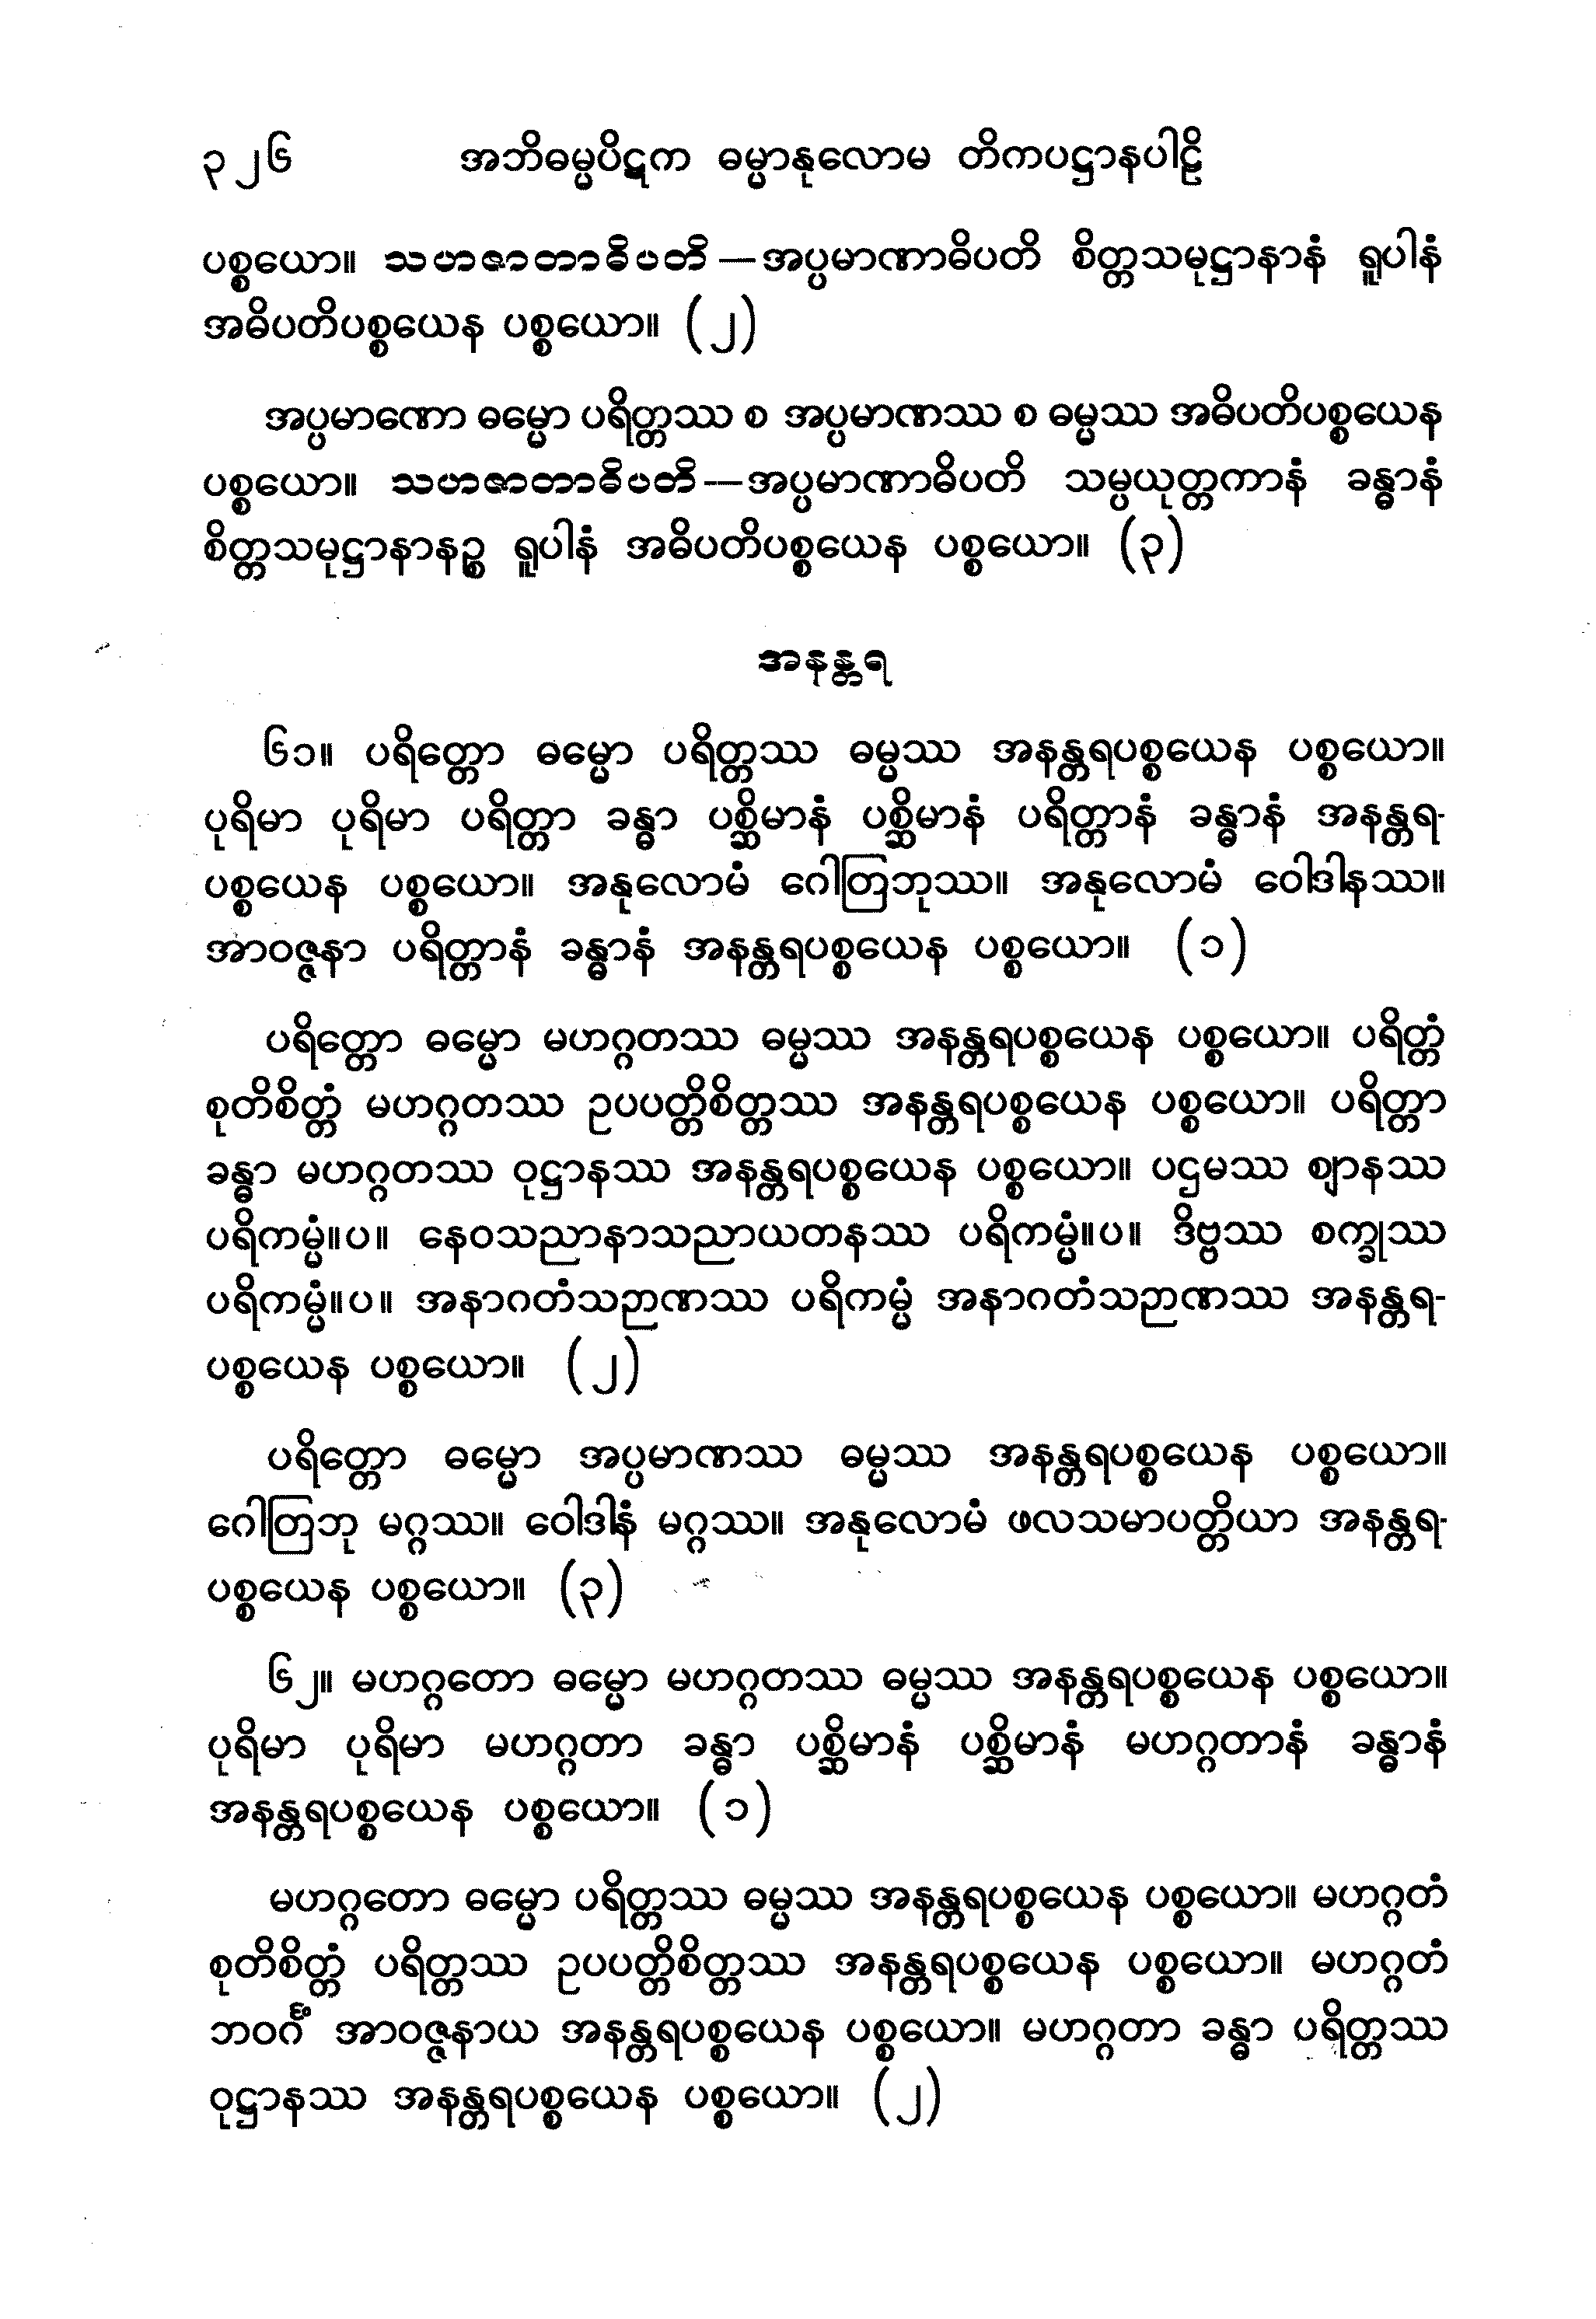 ၃၂၆ အဘိဓမ္မပိဋက ဓမ္မာနုလောမ တိကပဋ္ဌာနပါဠိ
ပစ္စယော။ သဟဇာတာဓိပတိ—အပ္ပမာဏာဓိပတိ စိတ္တသမုဋ္ဌာနာနံ ရူပါနံ
အဓိပတိပစ္စယေန ပစ္စယော။ (၂)
အပ္ပမာဏော ဓမ္မော ပရိတ္တဿ စ အပ္ပမာဏဿ စ ဓမ္မဿ အဓိပတိပစ္စယေန
ပစ္စယော။ သဟဇာတာဓိပတိ—အပ္ပမာဏာဓိပတိ သမ္ပယုတ္တကာနံ ခန္ဓာနံ
စိတ္တသမုဋ္ဌာနာနဉ္စ ရူပါနံ အဓိပတိပစ္စယေန ပစ္စယော။ (၃)
အနန္တရ
၆၁။ ပရိတ္တော ဓမ္မော ပရိတ္တဿ ဓမ္မဿ အနန္တရပစ္စယေန ပစ္စယော။
ပုရိမာ ပုရိမာ ပရိတ္တာ ခန္ဓာ ပစ္ဆိမာနံ ပစ္ဆိမာနံ ပရိတ္တာနံ ခန္ဓာနံ အနန္တရ-
ပစ္စယေန ပစ္စယော။ အနုလောမံ ဂေါတြဘုဿ။ အနုလောမံ ဝေါဒါနဿ။
အာဝဇ္ဇနာ ပရိတ္တာနံ ခန္ဓာနံ အနန္တရပစ္စယေန ပစ္စယော။ (၁)
ပရိတ္တော ဓမ္မော မဟဂ္ဂတဿ ဓမ္မဿ အနန္တရပစ္စယေန ပစ္စယော။ ပရိတ္တံ
စုတိစိတ္တံ မဟဂ္ဂတဿ ဥပပတ္တိစိတ္တဿ အနန္တရပစ္စယေန ပစ္စယော။ ပရိတ္တာ
ခန္ဓာ မဟဂ္ဂတဿ ဝုဋ္ဌာနဿ အနန္တရပစ္စယေန ပစ္စယော။ ပဌမဿ ဈာနဿ
ပရိကမ္မံ။ပ။ နေဝသညာနာသညာယတနဿ ပရိကမ္မံ။ပ။ ဒိဗ္ဗဿ စက္ခုဿ
ပရိကမ္မံ။ပ။ အနာဂတံသဉာဏဿ ပရိကမ္မံ အနာဂတံသဉာဏဿ အနန္တရ-
ပစ္စယေန ပစ္စယော။ (၂)
ပရိတ္တော ဓမ္မော အပ္ပမာဏဿ ဓမ္မဿ အနန္တရပစ္စယေန ပစ္စယော။
ဂေါတြဘု မဂ္ဂဿ။ ဝေါဒါနံ မဂ္ဂဿ။ အနုလောမံ ဖလသမာပတ္တိယာ အနန္တရ-
ပစ္စယေန ပစ္စယော။ (၃)
၆၂။ မဟဂ္ဂတော ဓမ္မော မဟဂ္ဂတဿ ဓမ္မဿ အနန္တရပစ္စယေန ပစ္စယော။
ပုရိမာ ပုရိမာ မဟဂ္ဂတာ ခန္ဓာ ပစ္ဆိမာနံ ပစ္ဆိမာနံ မဟဂ္ဂတာနံ ခန္ဓာနံ
အနန္တရပစ္စယေန ပစ္စယော။ (၁)
မဟဂ္ဂတော ဓမ္မော ပရိတ္တဿ ဓမ္မဿ အနန္တရပစ္စယေန ပစ္စယော။ မဟဂ္ဂတံ
စုတိစိတ္တံ ပရိတ္တဿ ဥပပတ္တိစိတ္တဿ အနန္တရပစ္စယေန ပစ္စယော။ မဟဂ္ဂတံ
ဘဝင်္ဂံ အာဝဇ္ဇနာယ အနန္တရပစ္စယေန ပစ္စယော။ မဟဂ္ဂတာ ခန္ဓာ ပရိတ္တဿ
ဝုဋ္ဌာနဿ အနန္တရပစ္စယေန ပစ္စယော။ (၂)